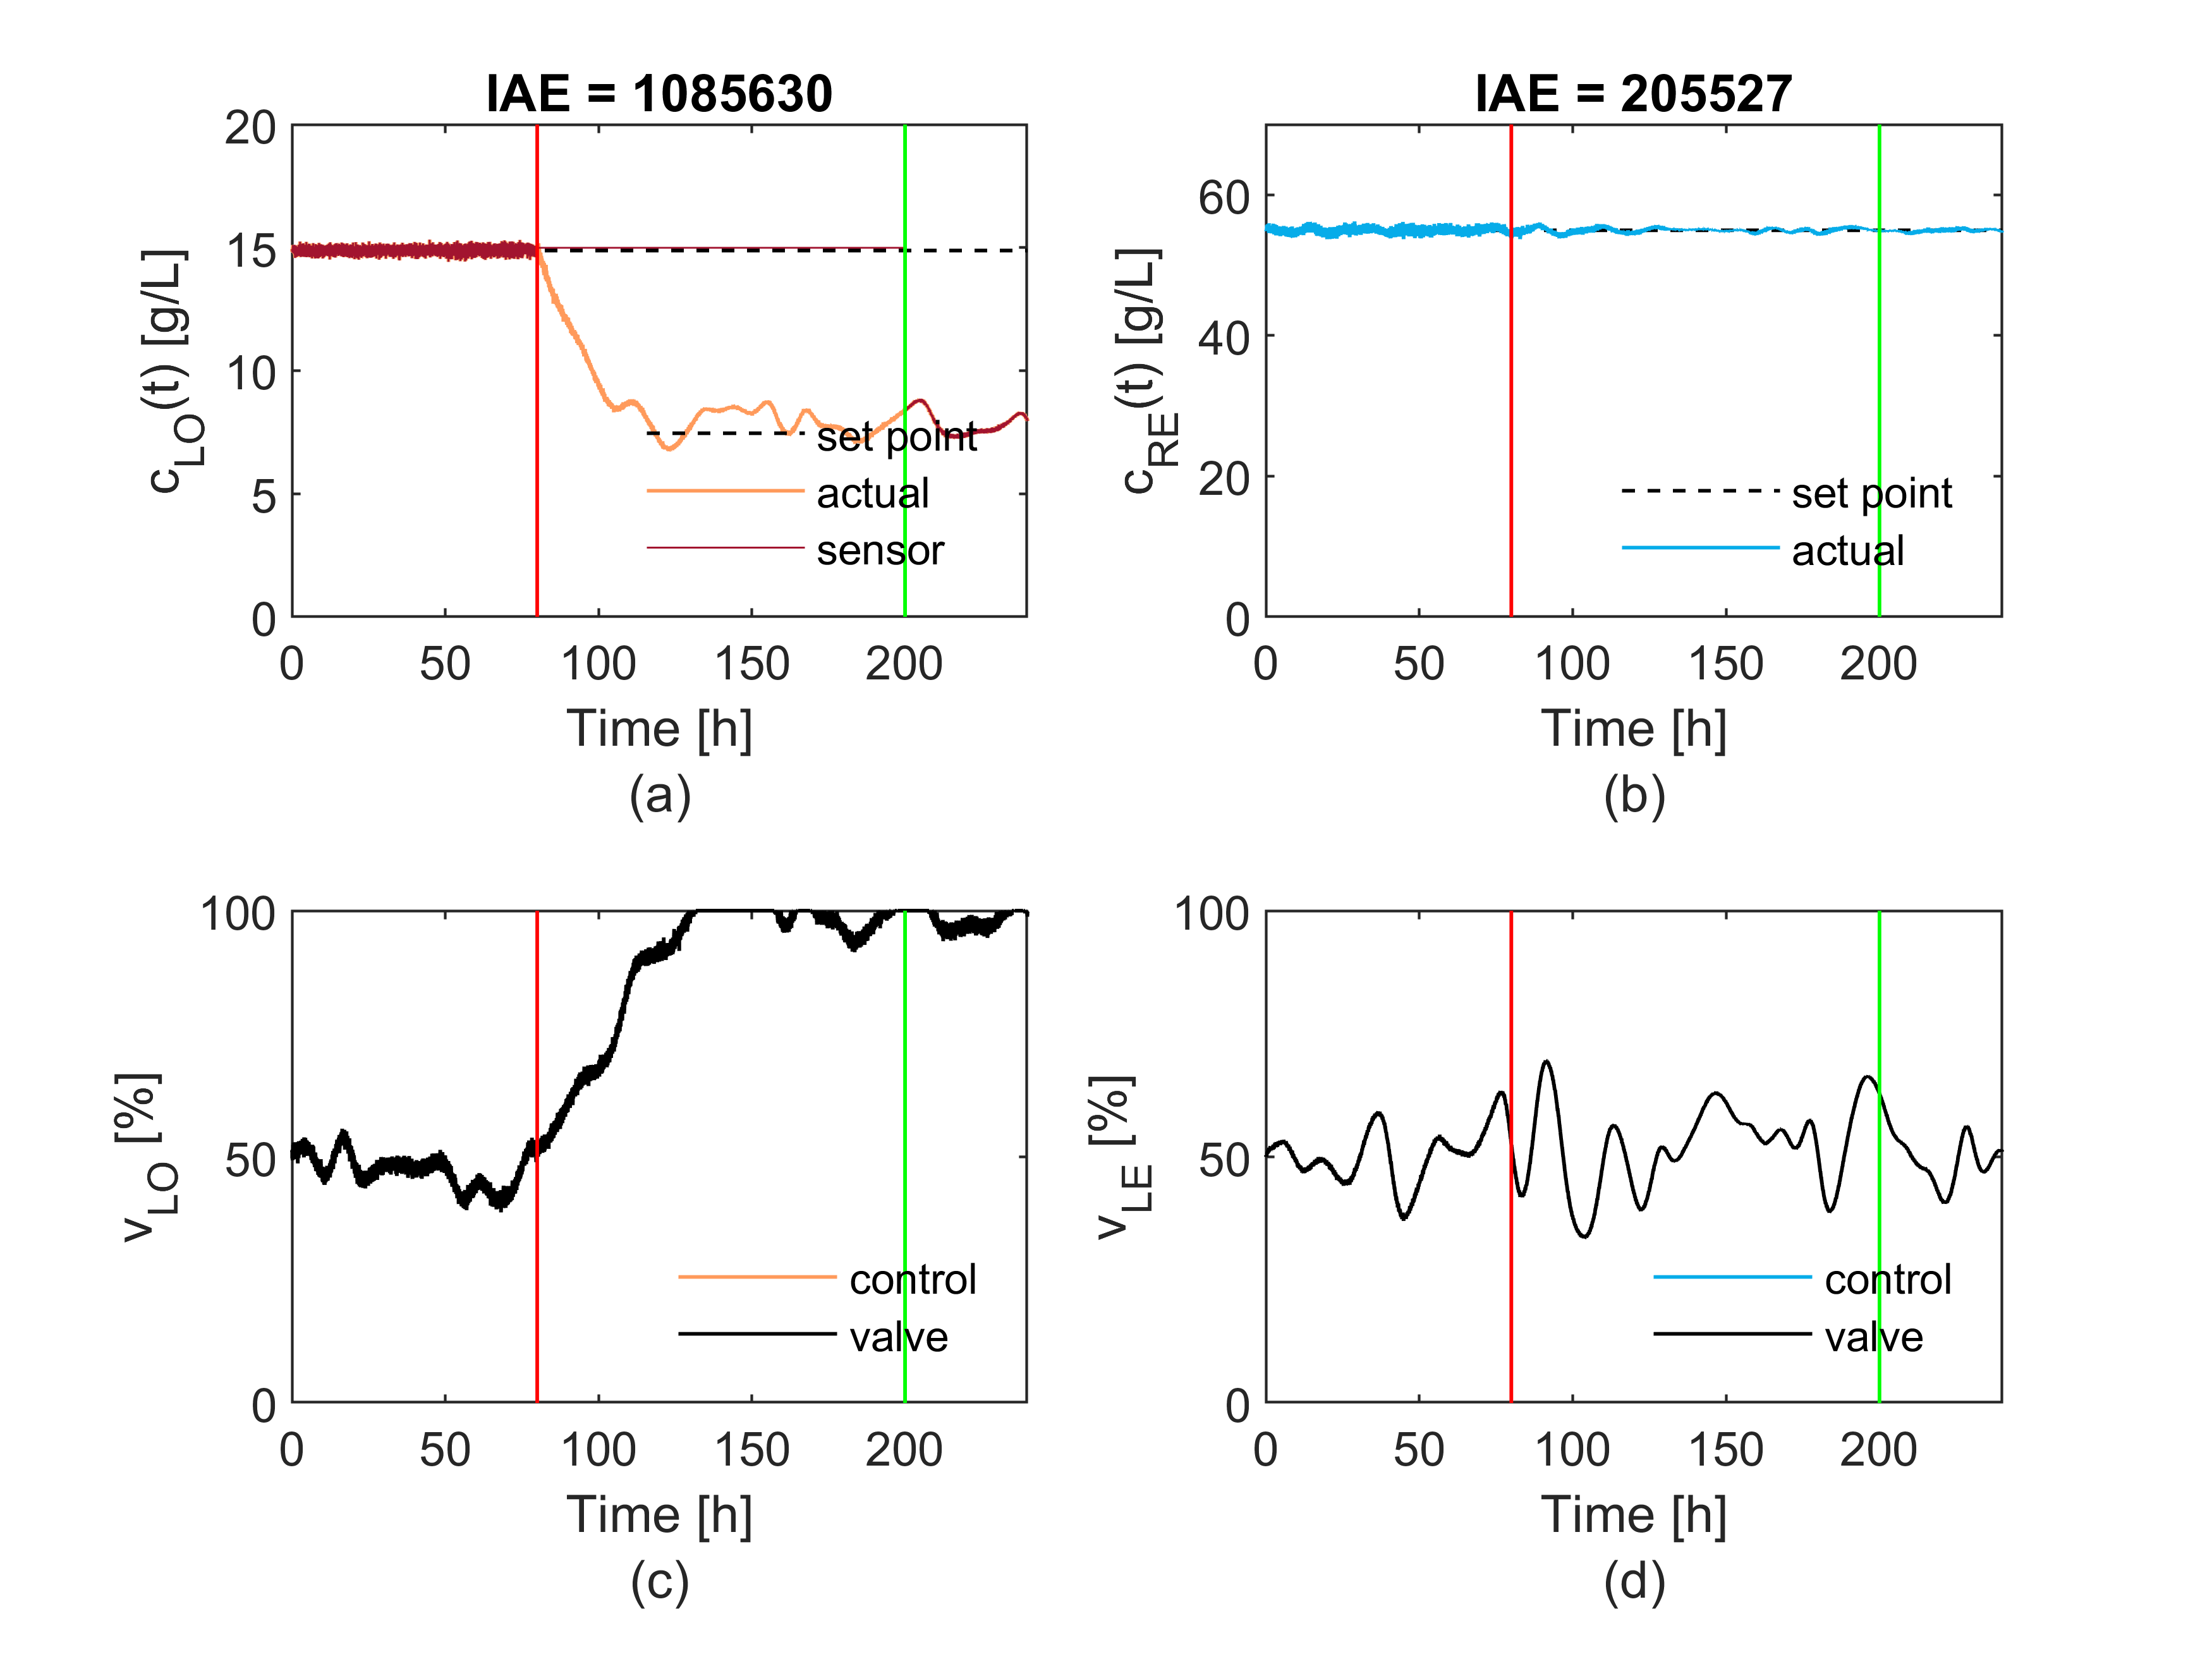 IAE = 1085630
20
15
10
5
0
c_LO(t) [g/L]
set point
actual
sensor
0 50 100 150 200
Time [h]
(a)
IAE = 205527
60
40
20
0
c_RE(t) [g/L]
set point
actual
0 50 100 150 200
Time [h]
(b)
100
50
0
v_LO [%]
control
valve
0 50 100 150 200
Time [h]
(c)
100
50
0
v_LE [%]
control
valve
0 50 100 150 200
Time [h]
(d)